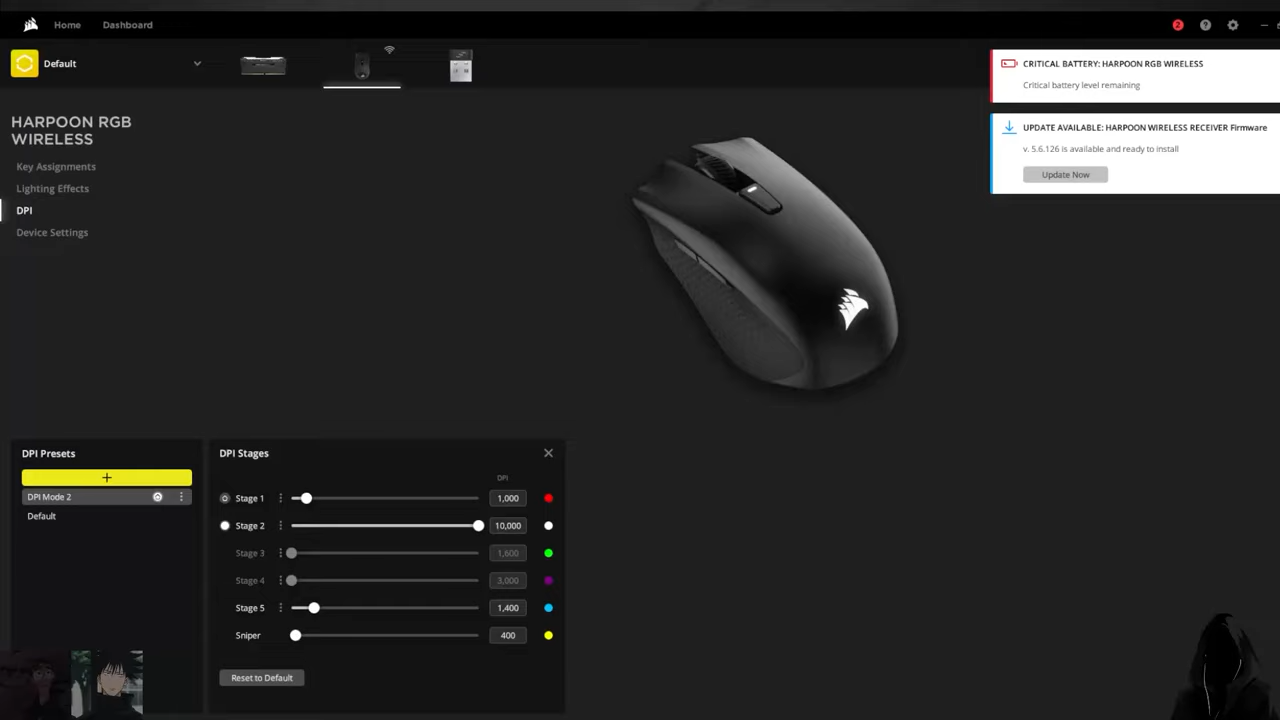 Home
Dashboard
2
Default
CRITICAL BATTERY: HARPOON RGB WIRELESS
Critical battery level remaining
UPDATE AVAILABLE: HARPOON WIRELESS RECEIVER Firmware
v. 5.6.126 is available and ready to install
Update Now
HARPOON RGB
WIRELESS
Key Assignments
Lighting Effects
DPI
Device Settings
DPI Presets
DPI Mode 2
Default
DPI Stages
DPI
Stage 1 1,000
Stage 2 10,000
Stage 3 1,600
Stage 4 3,000
Stage 5 1,400
Sniper 400
Reset to Default